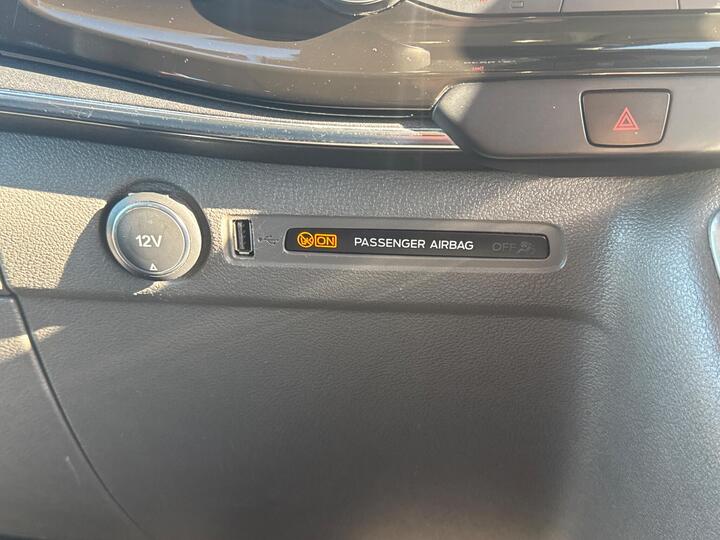 12V
ON PASSENGER AIRBAG OFF